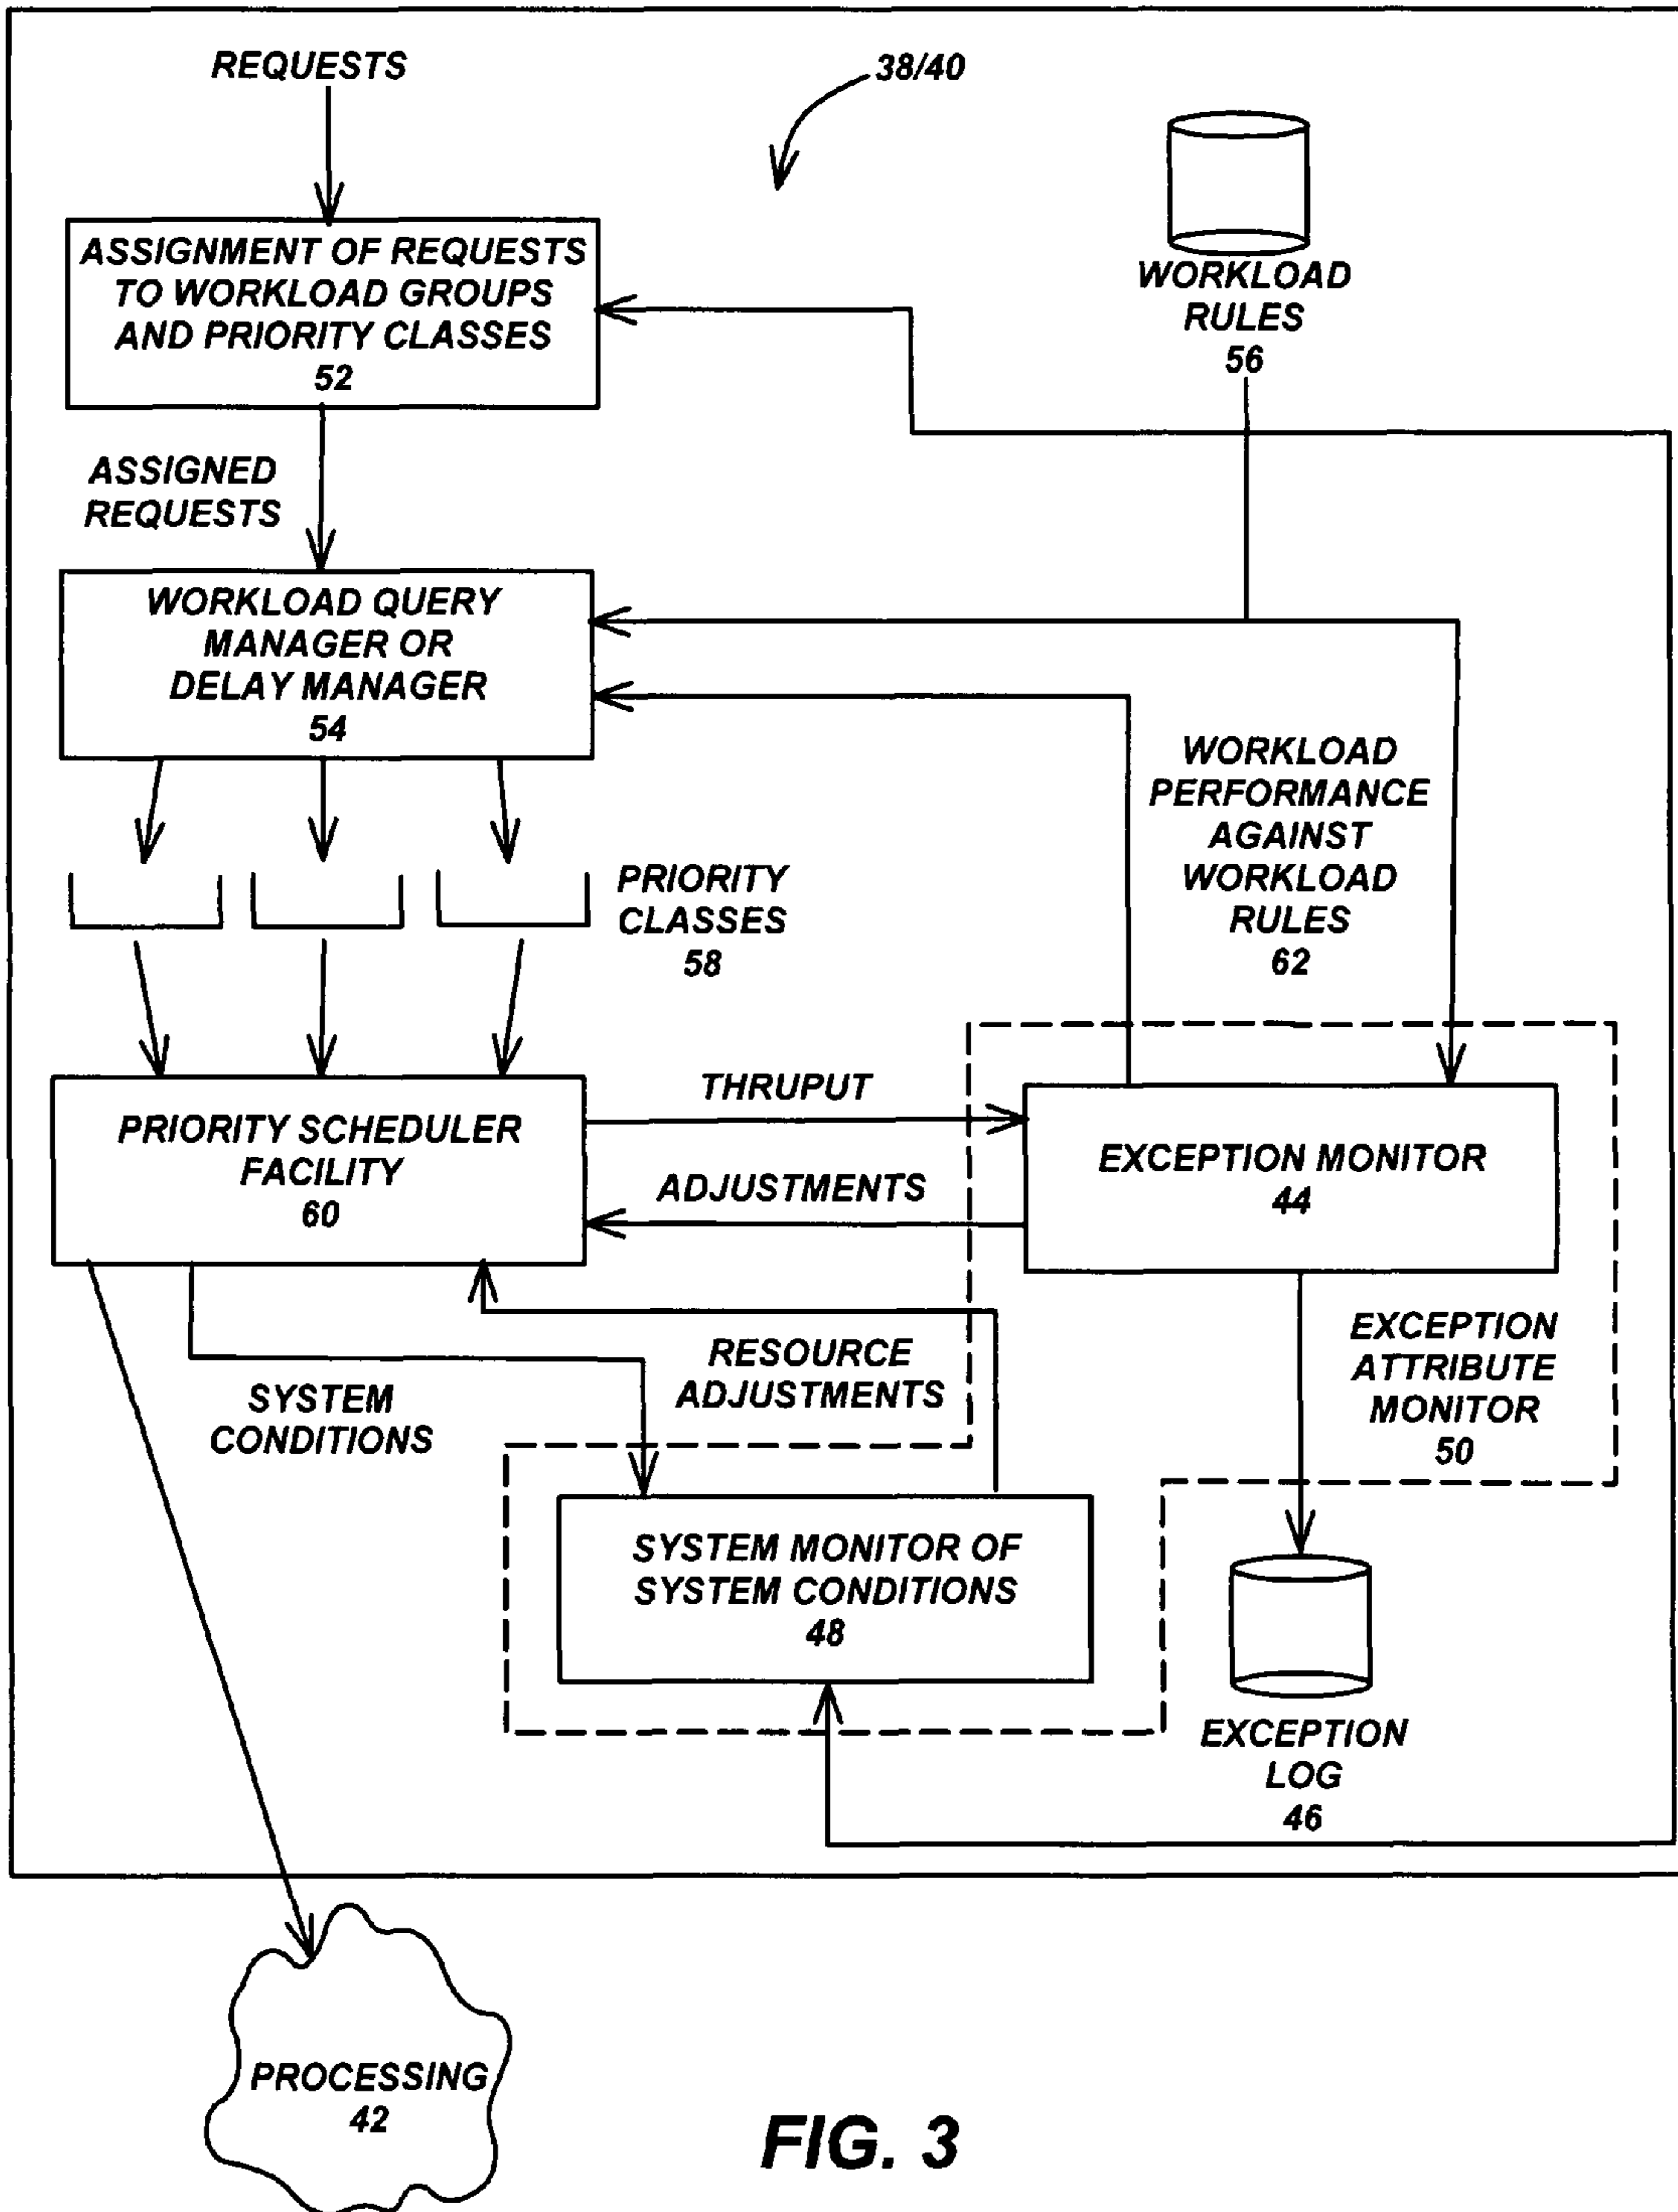 REQUESTS
38/40
ASSIGNMENT OF REQUESTS
TO WORKLOAD GROUPS
AND PRIORITY CLASSES
52
WORKLOAD
RULES
56
ASSIGNED
REQUESTS
WORKLOAD QUERY
MANAGER OR
DELAY MANAGER
54
WORKLOAD
PERFORMANCE
AGAINST
WORKLOAD
RULES
62
PRIORITY
CLASSES
58
THRUPUT
PRIORITY SCHEDULER
FACILITY
60
ADJUSTMENTS
EXCEPTION MONITOR
44
EXCEPTION
ATTRIBUTE
MONITOR
50
RESOURCE
ADJUSTMENTS
SYSTEM
CONDITIONS
SYSTEM MONITOR OF
SYSTEM CONDITIONS
48
EXCEPTION
LOG
46
PROCESSING
42
FIG. 3